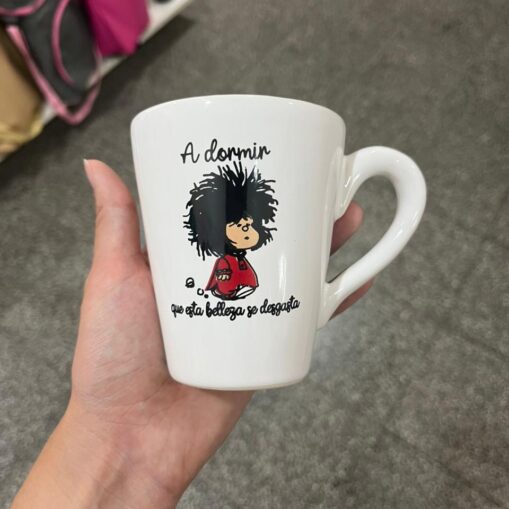 A dormir
que esta belleza se desgasta